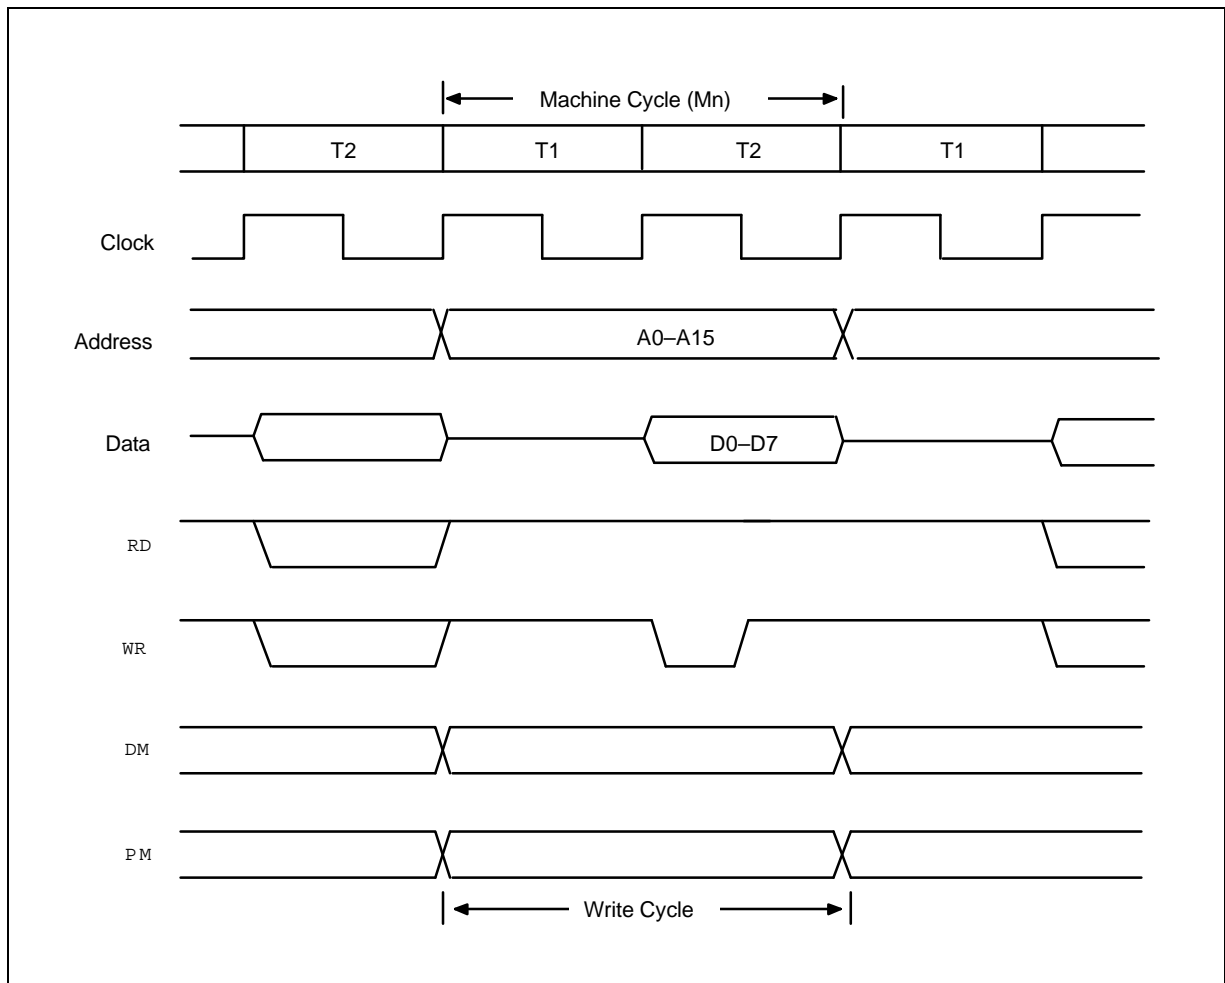 Machine Cycle (Mn)
T2 T1 T2 T1
Clock
Address A0–A15
Data D0–D7
RD
WR
DM
PM
Write Cycle